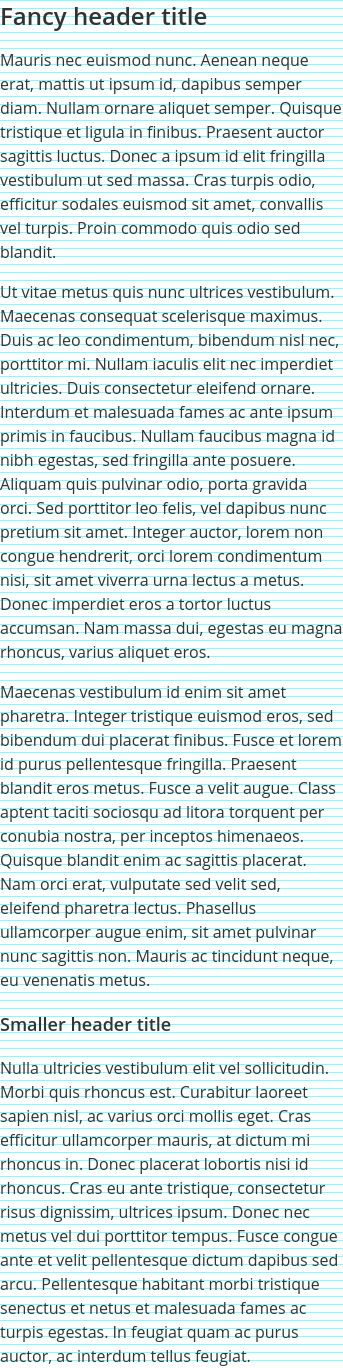 Fancy header title
Mauris nec euismod nunc. Aenean neque
erat, mattis ut ipsum id, dapibus semper
diam. Nullam ornare aliquet semper. Quisque
tristique et ligula in finibus. Praesent auctor
sagittis luctus. Donec a ipsum id elit fringilla
vestibulum ut sed massa. Cras turpis odio,
efficitur sodales euismod sit amet, convallis
vel turpis. Proin commodo quis odio sed
blandit.
Ut vitae metus quis nunc ultrices vestibulum.
Maecenas consequat scelerisque maximus.
Duis ac leo condimentum, bibendum nisl nec,
porttitor mi. Nullam iaculis elit nec imperdiet
ultricies. Duis consectetur eleifend ornare.
Interdum et malesuada fames ac ante ipsum
primis in faucibus. Nullam faucibus magna id
nibh egestas, sed fringilla ante posuere.
Aliquam quis pulvinar odio, porta gravida
orci. Sed porttitor leo felis, vel dapibus nunc
pretium sit amet. Integer auctor, lorem non
congue hendrerit, orci lorem condimentum
nisi, sit amet viverra urna lectus a metus.
Donec imperdiet eros a tortor luctus
accumsan. Nam massa dui, egestas eu magna
rhoncus, varius aliquet eros.
Maecenas vestibulum id enim sit amet
pharetra. Integer tristique euismod eros, sed
bibendum dui placerat finibus. Fusce et lorem
id purus pellentesque fringilla. Praesent
blandit eros metus. Fusce a velit augue. Class
aptent taciti sociosqu ad litora torquent per
conubia nostra, per inceptos himenaeos.
Quisque blandit enim ac sagittis placerat.
Nam orci erat, vulputate sed velit sed,
eleifend pharetra lectus. Phasellus
ullamcorper augue enim, sit amet pulvinar
nunc sagittis non. Mauris ac tincidunt neque,
eu venenatis metus.
Smaller header title
Nulla ultricies vestibulum elit vel sollicitudin.
Morbi quis rhoncus est. Curabitur laoreet
sapien nisl, ac varius orci mollis eget. Cras
efficitur ullamcorper mauris, at dictum mi
rhoncus in. Donec placerat lobortis nisi id
rhoncus. Cras eu ante tristique, consectetur
risus dignissim, ultrices ipsum. Donec nec
metus vel dui porttitor tempus. Fusce congue
ante et velit pellentesque dictum dapibus sed
arcu. Pellentesque habitant morbi tristique
senectus et netus et malesuada fames ac
turpis egestas. In feugiat quam ac purus
auctor, ac interdum tellus feugiat.